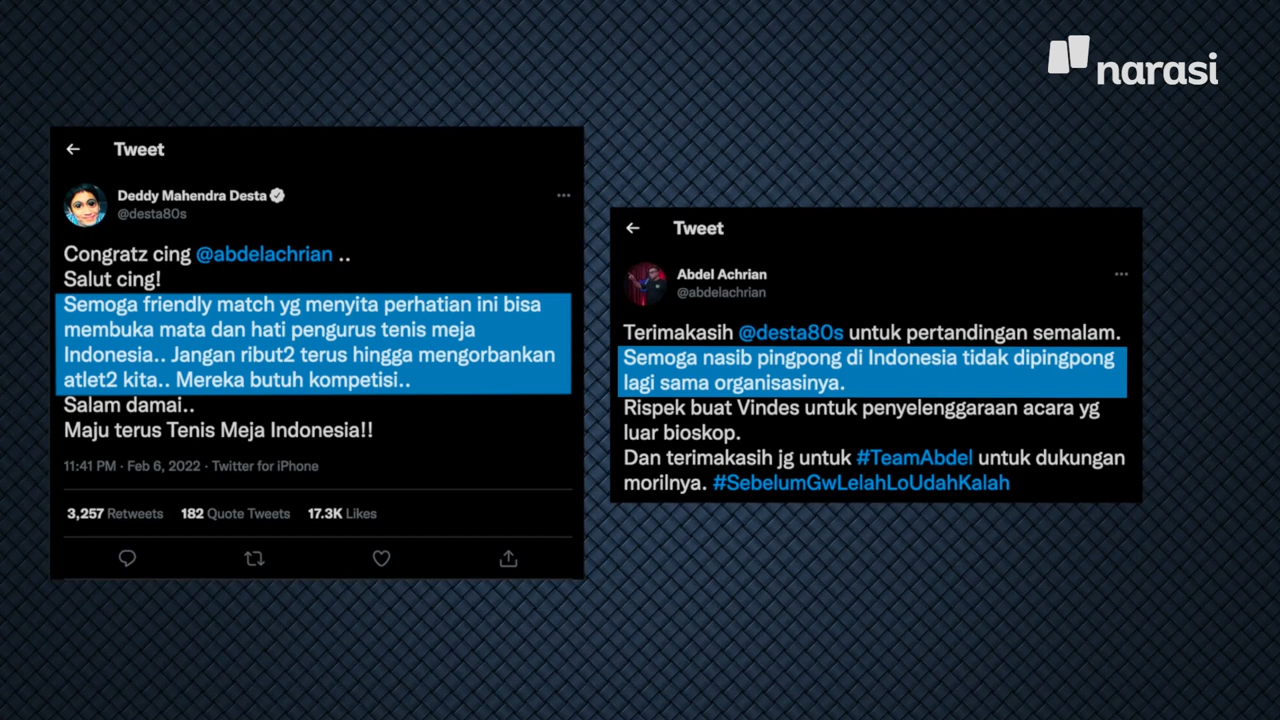 narasi
Tweet
Deddy Mahendra Desta
@desta80s
Congratz cing @abdelachrian ..
Salut cing!
Semoga friendly match yg menyita perhatian ini bisa
membuka mata dan hati pengurus tenis meja
Indonesia.. Jangan ribut2 terus hingga mengorbankan
atlet2 kita.. Mereka butuh kompetisi..
Salam damai..
Maju terus Tenis Meja Indonesia!!
11:41 PM · Feb 6, 2022 · Twitter for iPhone
3,257 Retweets 182 Quote Tweets 17.3K Likes
Tweet
Abdel Achrian
@abdelachrian
Terimakasih @desta80s untuk pertandingan semalam.
Semoga nasib pingpong di Indonesia tidak dipingpong
lagi sama organisasinya.
Rispek buat Vindes untuk penyelenggaraan acara yg
luar bioskop.
Dan terimakasih jg untuk #TeamAbdel untuk dukungan
morilnya. #SebelumGwLelahLoUdahKalah